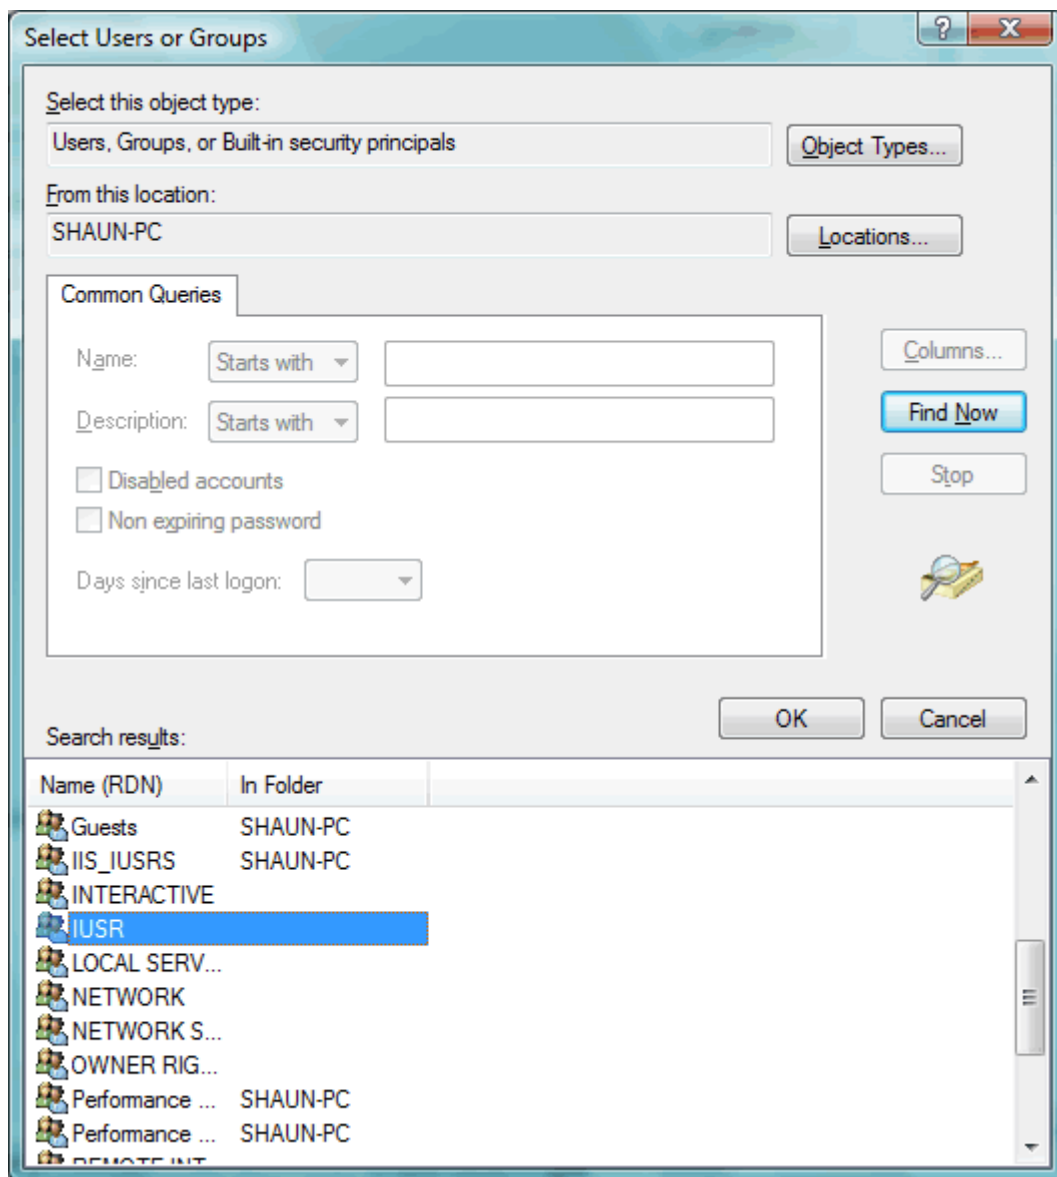 Select Users or Groups
Select this object type:
Users, Groups, or Built-in security principals
Object Types...
From this location:
SHAUN-PC
Locations...
Common Queries
Name: Starts with
Columns...
Description: Starts with
Find Now
Disabled accounts
Stop
Non expiring password
Days since last logon:
OK Cancel
Search results:
Name (RDN) In Folder
Guests SHAUN-PC
IIS_IUSRS SHAUN-PC
INTERACTIVE
IUSR
LOCAL SERV...
NETWORK
NETWORK S...
OWNER RIG...
Performance ... SHAUN-PC
Performance ... SHAUN-PC